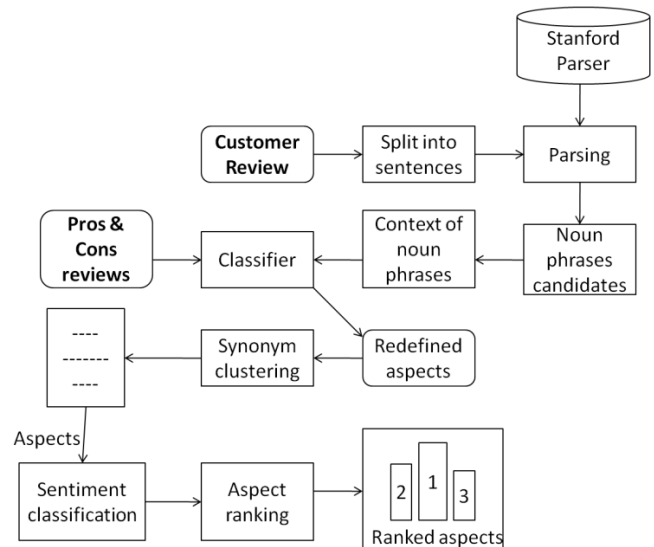 Stanford
Parser
Customer
Review
Split into
sentences
Parsing
Pros &
Cons
reviews
Classifier
Context of
noun
phrases
Noun
phrases
candidates
----
-------
----
Synonym
clustering
Redefined
aspects
Aspects
Sentiment
classification
Aspect
ranking
2
1
3
Ranked aspects